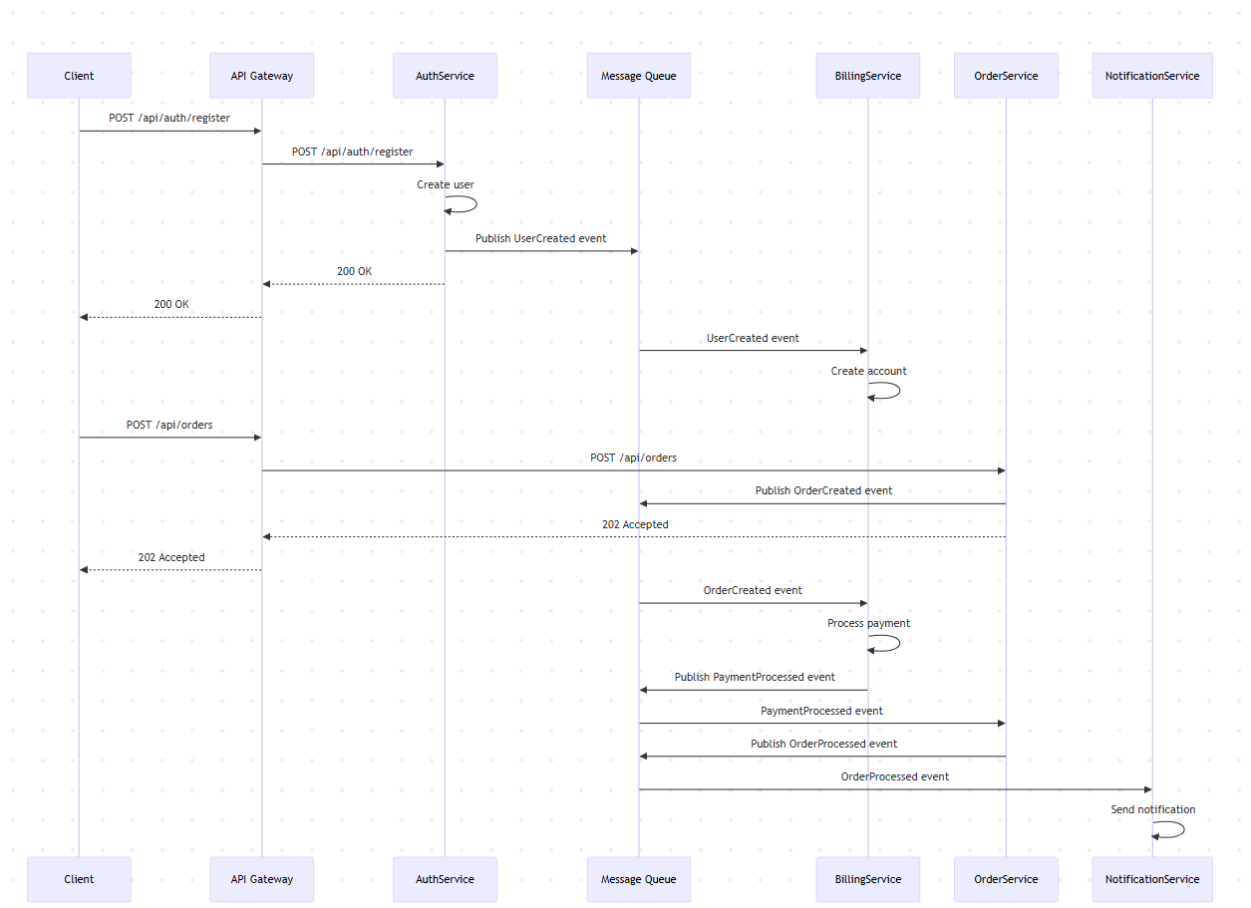 Client
API Gateway
AuthService
Message Queue
BillingService
OrderService
NotificationService
POST /api/auth/register
POST /api/auth/register
Create user
Publish UserCreated event
200 OK
200 OK
UserCreated event
Create account
POST /api/orders
POST /api/orders
Publish OrderCreated event
202 Accepted
202 Accepted
OrderCreated event
Process payment
Publish PaymentProcessed event
PaymentProcessed event
Publish OrderProcessed event
OrderProcessed event
Send notification
Client
API Gateway
AuthService
Message Queue
BillingService
OrderService
NotificationService